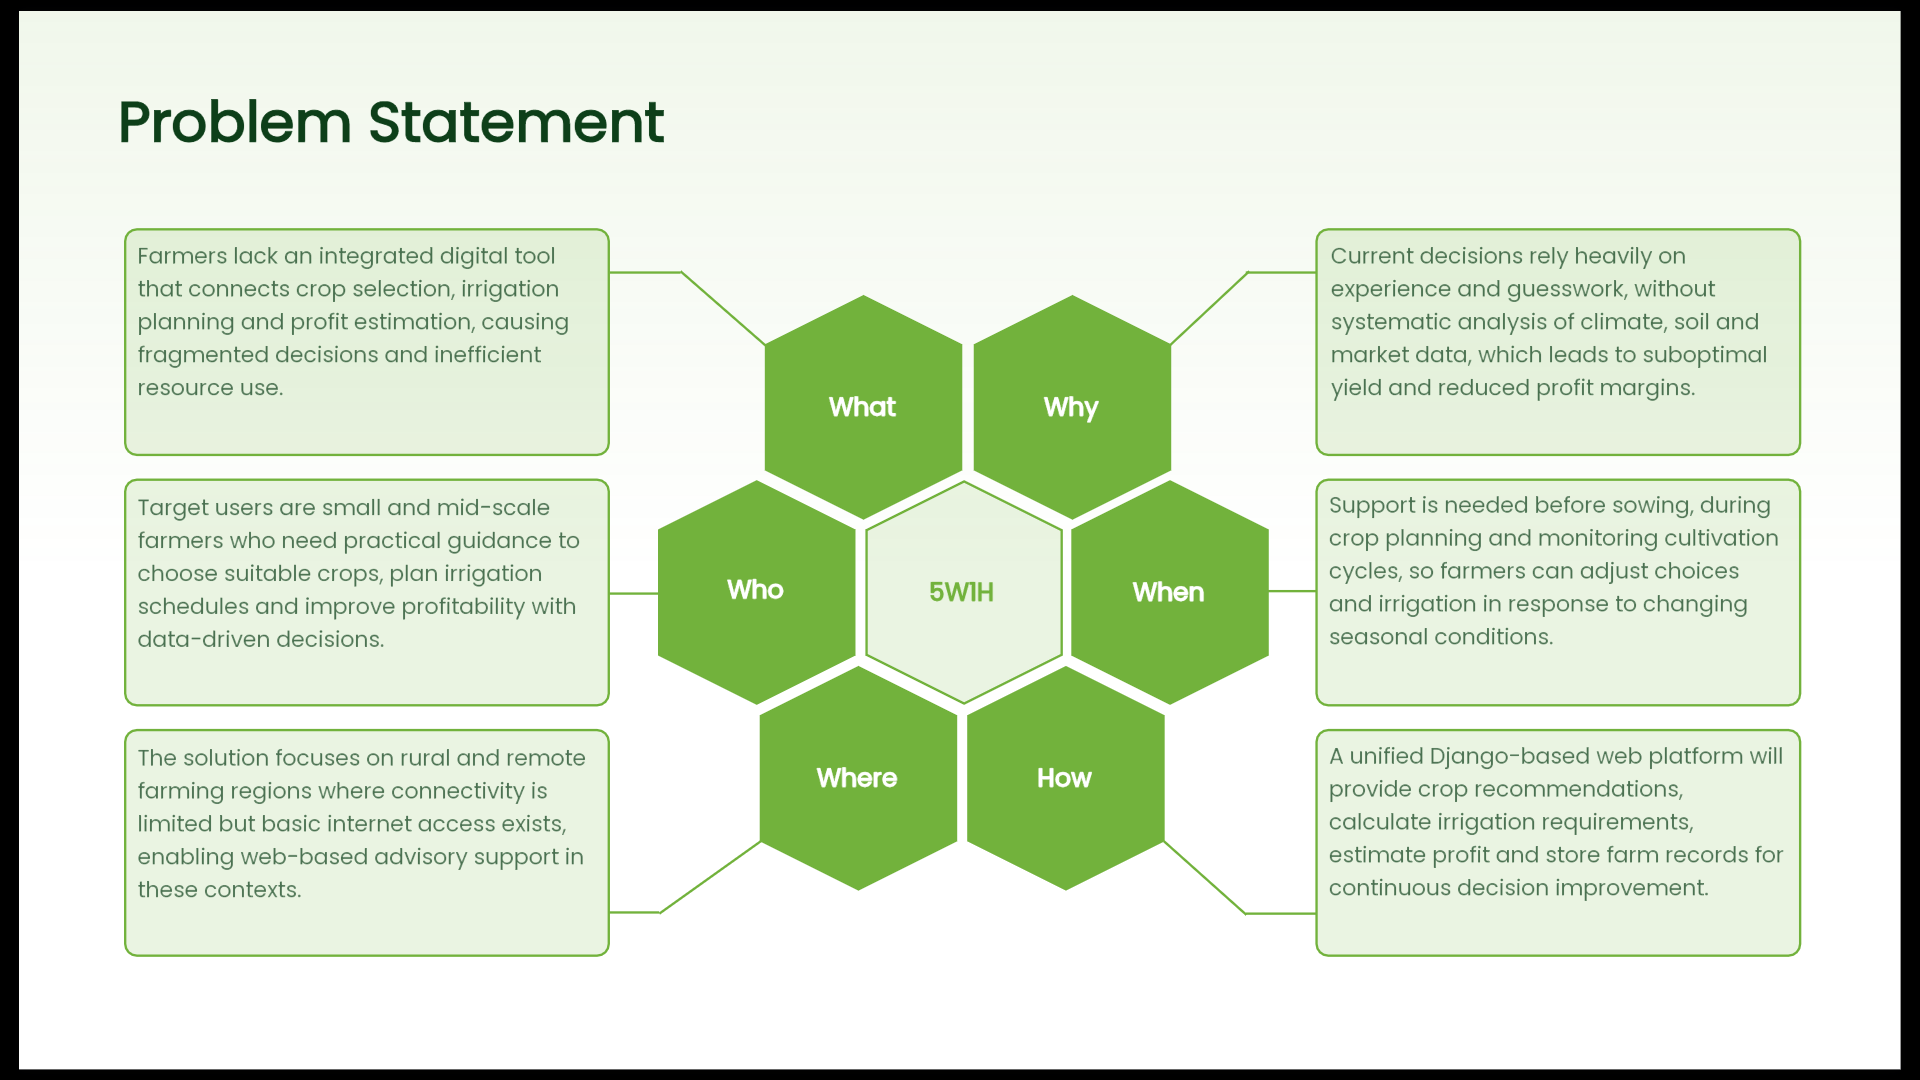 Problem Statement
Farmers lack an integrated digital tool
that connects crop selection, irrigation
planning and profit estimation, causing
fragmented decisions and inefficient
resource use.
Target users are small and mid-scale
farmers who need practical guidance to
choose suitable crops, plan irrigation
schedules and improve profitability with
data-driven decisions.
The solution focuses on rural and remote
farming regions where connectivity is
limited but basic internet access exists,
enabling web-based advisory support in
these contexts.
What
Why
Who
5W1H
When
Where
How
Current decisions rely heavily on
experience and guesswork, without
systematic analysis of climate, soil and
market data, which leads to suboptimal
yield and reduced profit margins.
Support is needed before sowing, during
crop planning and monitoring cultivation
cycles, so farmers can adjust choices
and irrigation in response to changing
seasonal conditions.
A unified Django-based web platform will
provide crop recommendations,
calculate irrigation requirements,
estimate profit and store farm records for
continuous decision improvement.